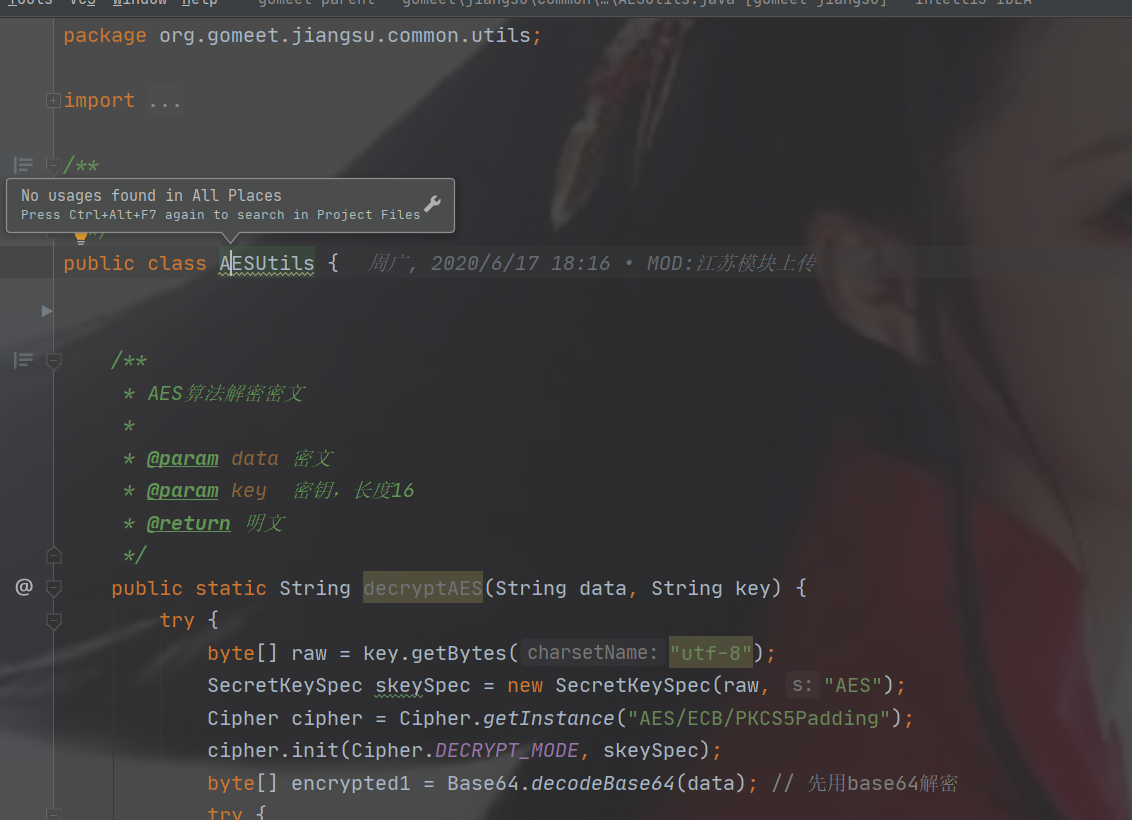 Tools VCS Window Help gomeet-parent - gomeet\jiangsu\common\...\AESUtils.java [gomeet-jiangsu] - IntelliJ IDEA
package org.gomeet.jiangsu.common.utils;
import ...
/**
No usages found in All Places
Press Ctrl+Alt+F7 again to search in Project Files
public class AESUtils { 周广, 2020/6/17 18:16 • MOD:江苏模块上传
/**
* AES算法解密密文
*
* @param data 密文
* @param key 密钥，长度16
* @return 明文
*/
@ public static String decryptAES(String data, String key) {
try {
byte[] raw = key.getBytes( charsetName: "utf-8");
SecretKeySpec skeySpec = new SecretKeySpec(raw, s: "AES");
Cipher cipher = Cipher.getInstance("AES/ECB/PKCS5Padding");
cipher.init(Cipher.DECRYPT_MODE, skeySpec);
byte[] encrypted1 = Base64.decodeBase64(data); // 先用base64解密
try {